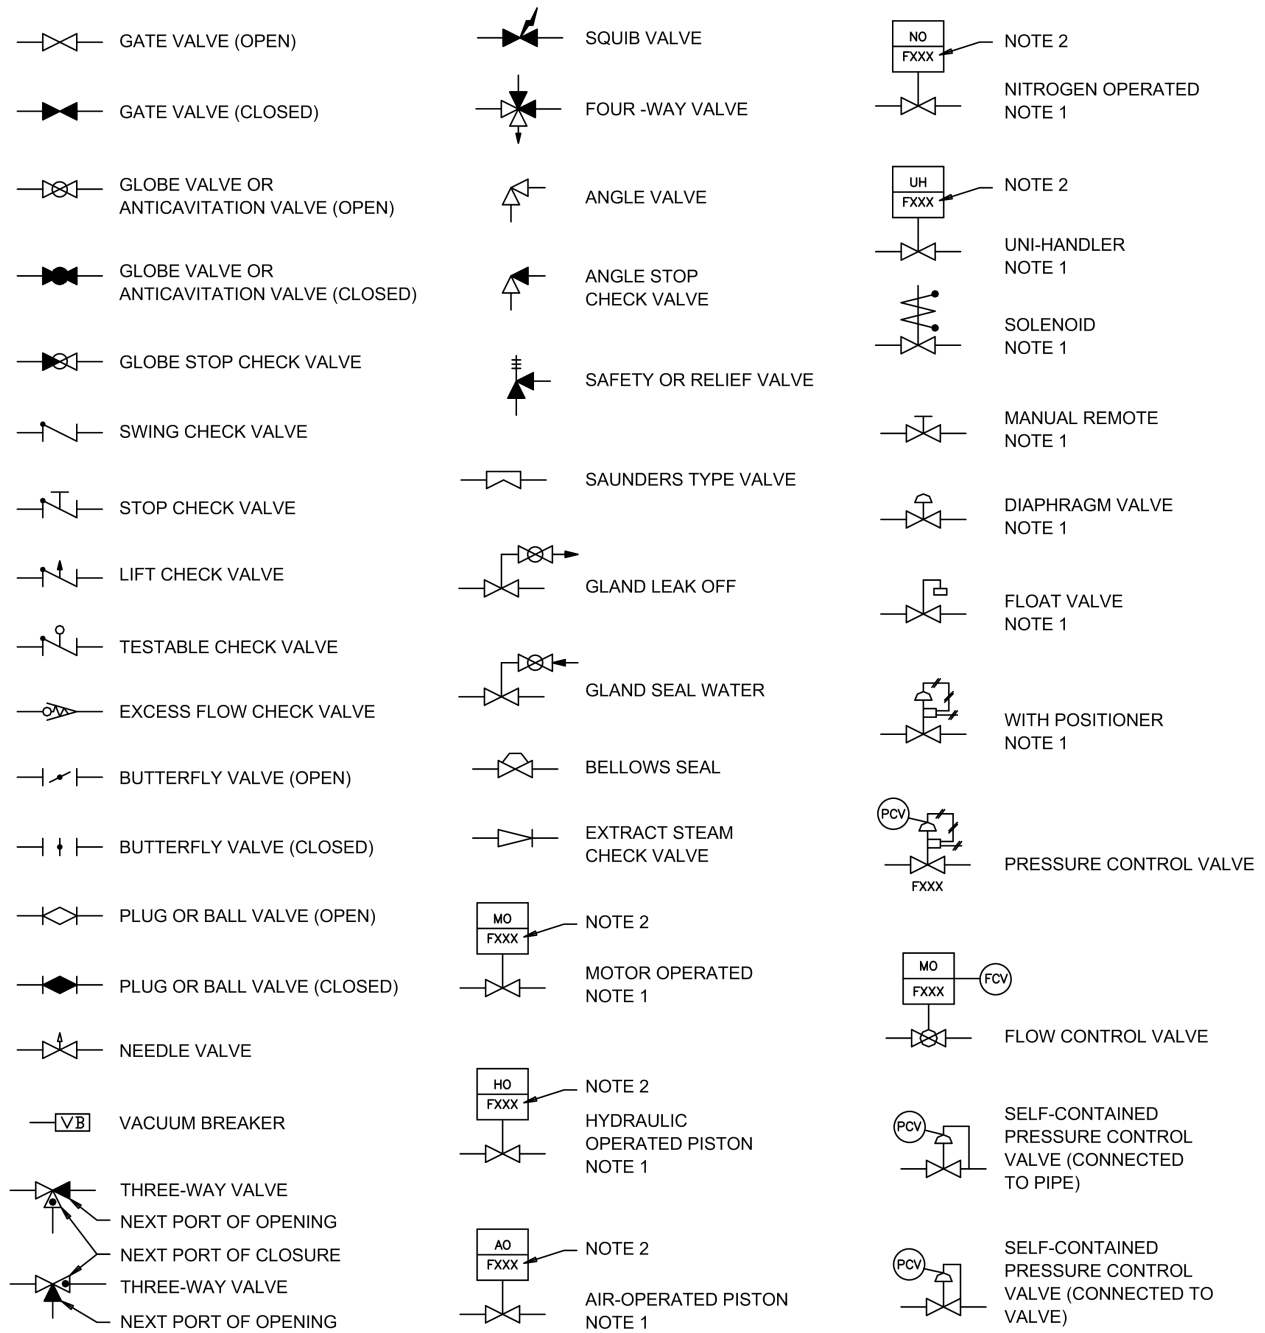 GATE VALVE (OPEN)
GATE VALVE (CLOSED)
GLOBE VALVE OR
ANTICAVITATION VALVE (OPEN)
GLOBE VALVE OR
ANTICAVITATION VALVE (CLOSED)
GLOBE STOP CHECK VALVE
SWING CHECK VALVE
STOP CHECK VALVE
LIFT CHECK VALVE
TESTABLE CHECK VALVE
EXCESS FLOW CHECK VALVE
BUTTERFLY VALVE (OPEN)
BUTTERFLY VALVE (CLOSED)
PLUG OR BALL VALVE (OPEN)
PLUG OR BALL VALVE (CLOSED)
NEEDLE VALVE
VB
VACUUM BREAKER
THREE-WAY VALVE
NEXT PORT OF OPENING
NEXT PORT OF CLOSURE
THREE-WAY VALVE
NEXT PORT OF OPENING
SQUIB VALVE
FOUR -WAY VALVE
ANGLE VALVE
ANGLE STOP
CHECK VALVE
SAFETY OR RELIEF VALVE
SAUNDERS TYPE VALVE
GLAND LEAK OFF
GLAND SEAL WATER
BELLOWS SEAL
EXTRACT STEAM
CHECK VALVE
MO
FXXX
NOTE 2
MOTOR OPERATED
NOTE 1
HO
FXXX
NOTE 2
HYDRAULIC
OPERATED PISTON
NOTE 1
AO
FXXX
NOTE 2
AIR-OPERATED PISTON
NOTE 1
NO
FXXX
NOTE 2
NITROGEN OPERATED
NOTE 1
UH
FXXX
NOTE 2
UNI-HANDLER
NOTE 1
SOLENOID
NOTE 1
MANUAL REMOTE
NOTE 1
DIAPHRAGM VALVE
NOTE 1
FLOAT VALVE
NOTE 1
WITH POSITIONER
NOTE 1
PCV
PRESSURE CONTROL VALVE
FXXX
MO
FXXX
FCV
FLOW CONTROL VALVE
PCV
SELF-CONTAINED
PRESSURE CONTROL
VALVE (CONNECTED
TO PIPE)
PCV
SELF-CONTAINED
PRESSURE CONTROL
VALVE (CONNECTED TO
VALVE)